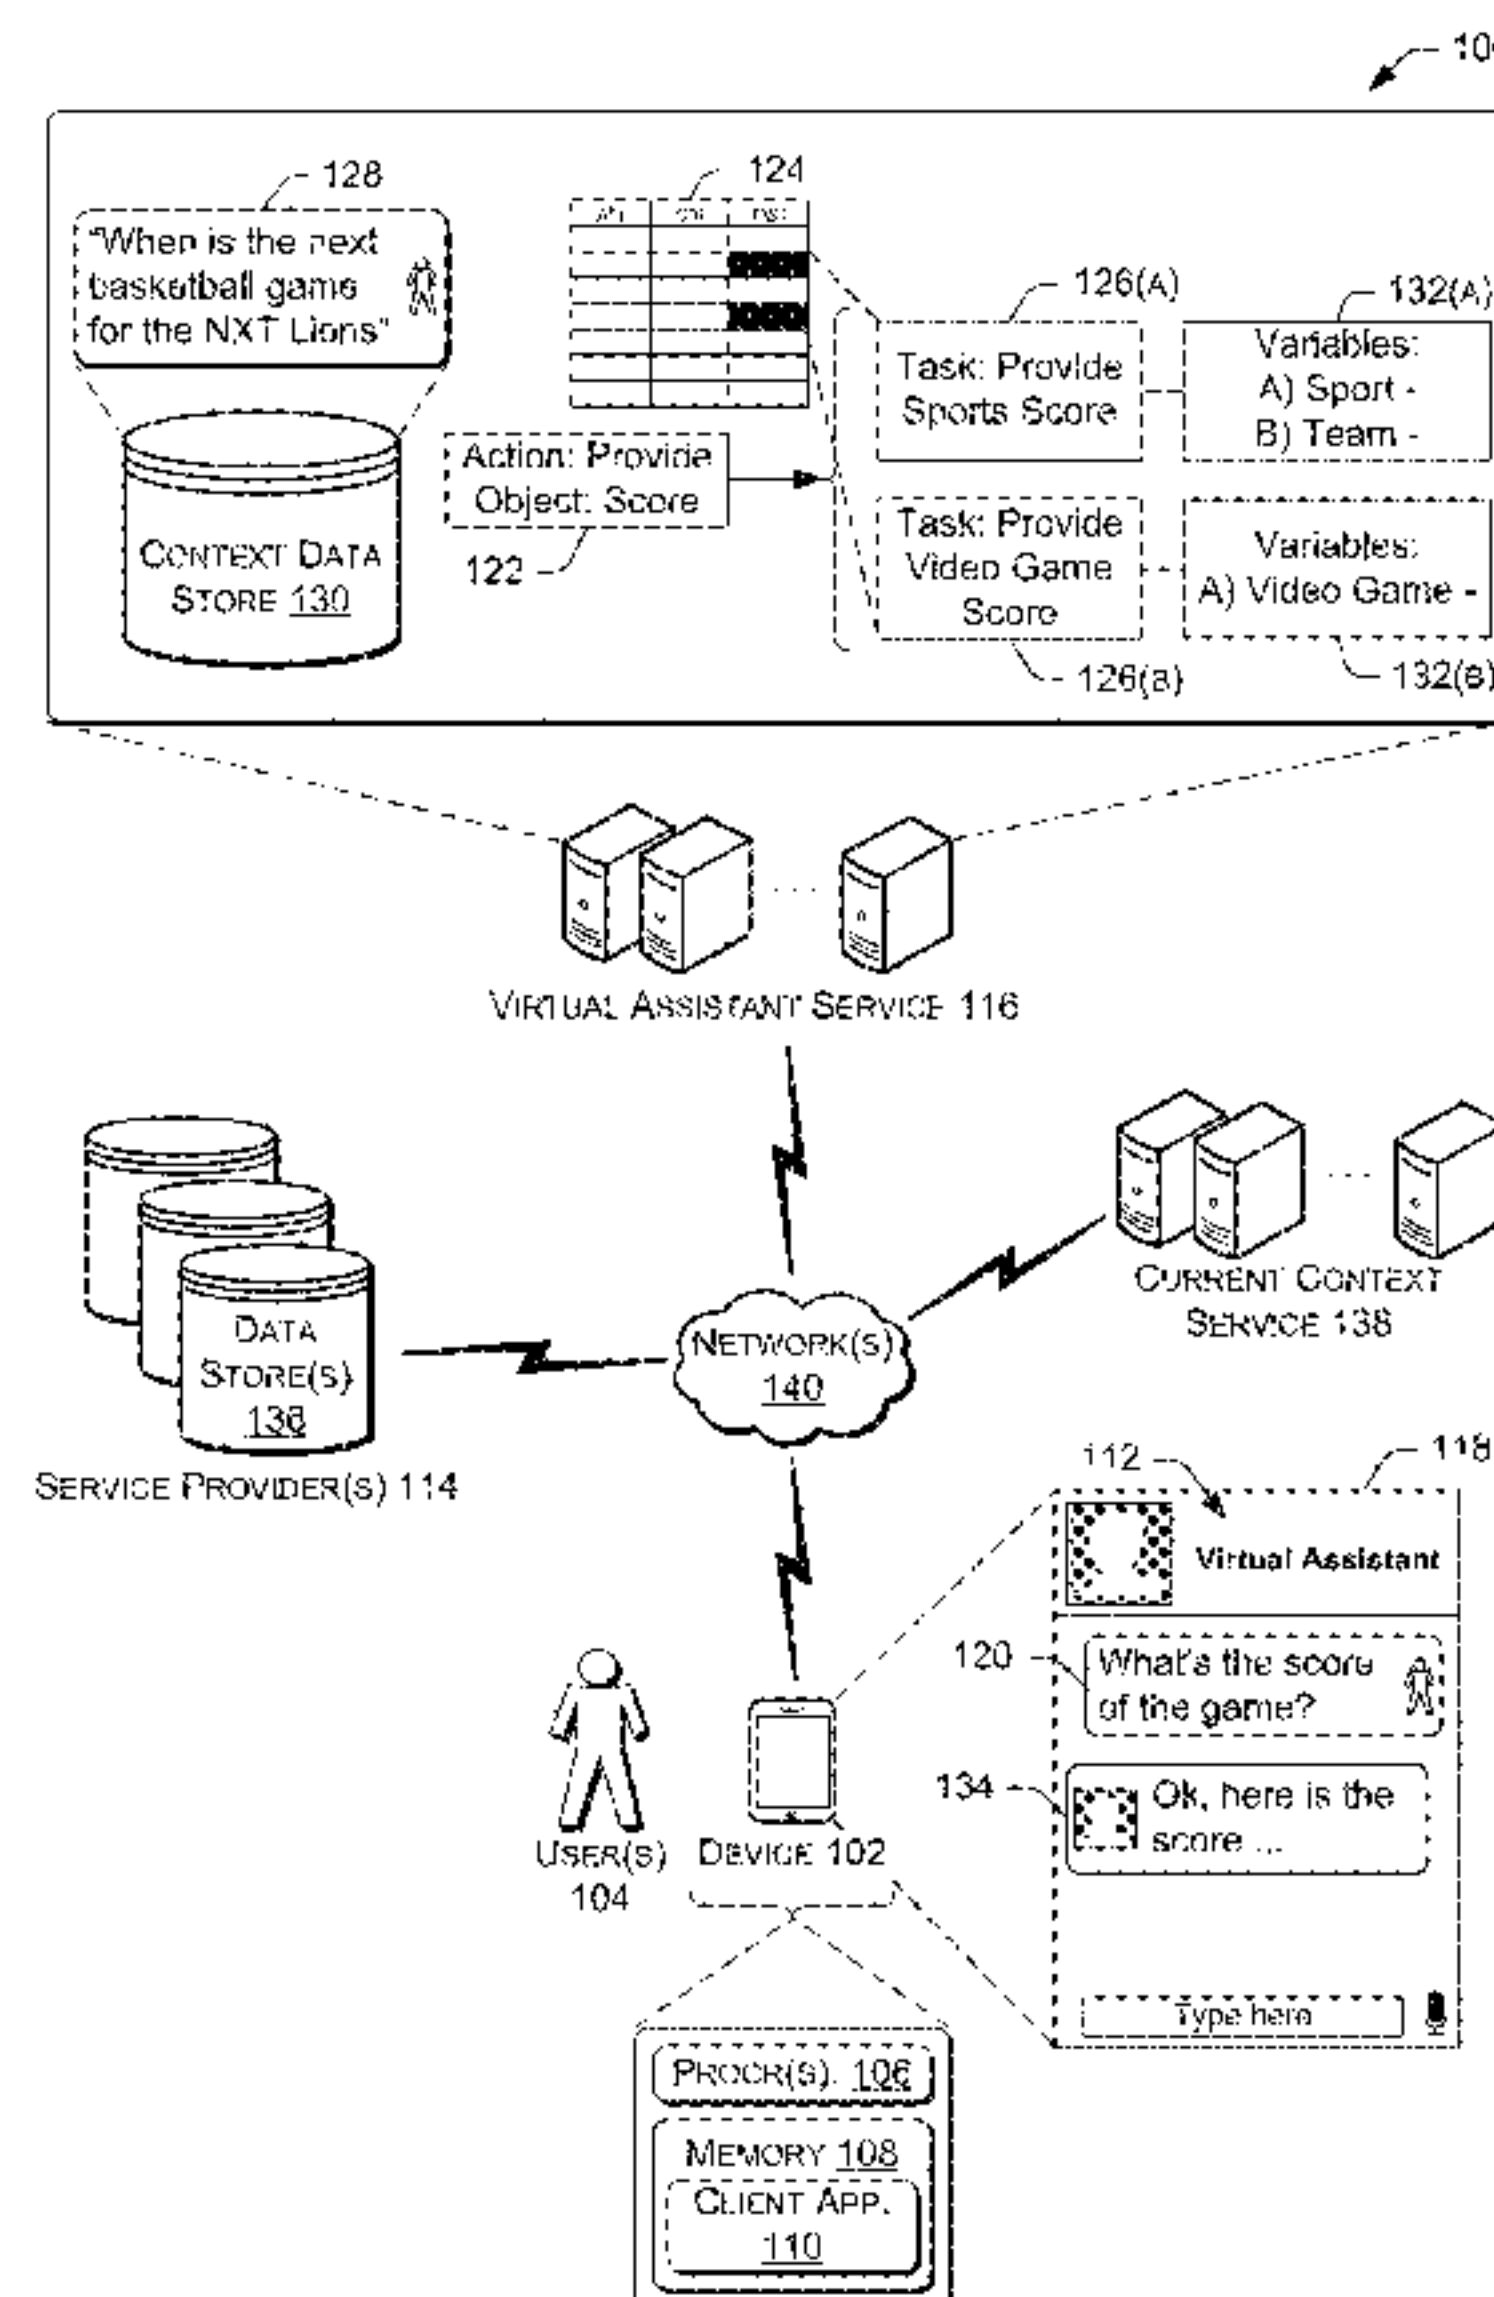 10
128
124
"When is the next
basketball game
for the NXT Lions"
126(A)
132(A)
Task: Provide
Sports Score
Variables:
A) Sport -
B) Team -
Action: Provide
Object: Score
122
CONTEXT DATA
STORE 130
Task: Provide
Video Game
Score
Variables:
A) Video Game -
126(B)
132(B)
VIRTUAL ASSISTANT SERVICE 116
CURRENT CONTEXT
SERVICE 138
DATA
STORE(S)
136
SERVICE PROVIDER(S) 114
NETWORK(S)
140
112
118
Virtual Assistant
120
What's the score
of the game?
134
Ok, here is the
score ...
Type here
USER(S)
104
DEVICE 102
PROCR(S). 106
MEMORY 108
CLIENT APP.
110